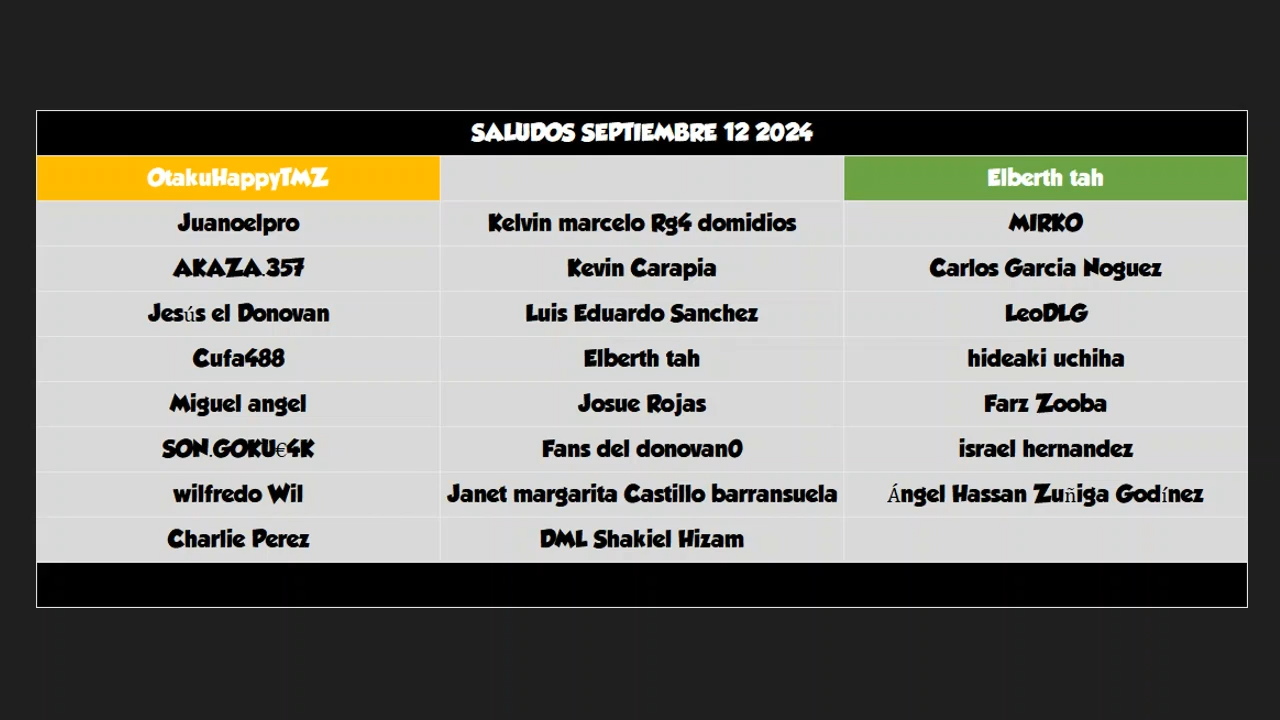 SALUDOS SEPTIEMBRE 12 2024
OtakuHappyTMZ Elberth tah
Juanoelpro Kelvin marcelo Rg4 domidios MIRKO
AKAZA.357 Kevin Carapia Carlos Garcia Noguez
Jesús el Donovan Luis Eduardo Sanchez LeoDLG
Cufa488 Elberth tah hideaki uchiha
Miguel angel Josue Rojas Farz Zooba
SON.GOKU€4K Fans del donovan0 israel hernandez
wilfredo Wil Janet margarita Castillo barransuela Ángel Hassan Zuñiga Godínez
Charlie Perez DML Shakiel Hizam